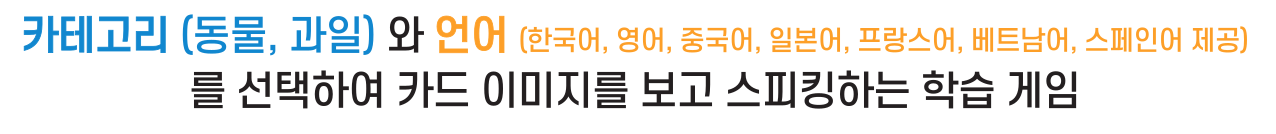 카테고리 (동물, 과일) 와 언어 (한국어, 영어, 중국어, 일본어, 프랑스어, 베트남어, 스페인어 제공)
를 선택하여 카드 이미지를 보고 스피킹하는 학습 게임